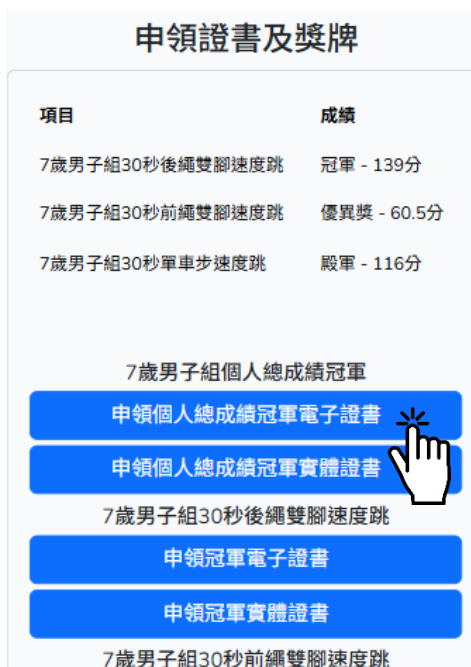 申領證書及獎牌
項目 成績
7歲男子組30秒後繩雙腳速度跳 冠軍 - 139分
7歲男子組30秒前繩雙腳速度跳 優異獎 - 60.5分
7歲男子組30秒單車步速度跳 殿軍 - 116分
7歲男子組個人總成績冠軍
申領個人總成績冠軍電子證書
申領個人總成績冠軍實體證書
7歲男子組30秒後繩雙腳速度跳
申領冠軍電子證書
申領冠軍實體證書
7歲男子組30秒前繩雙腳速度跳